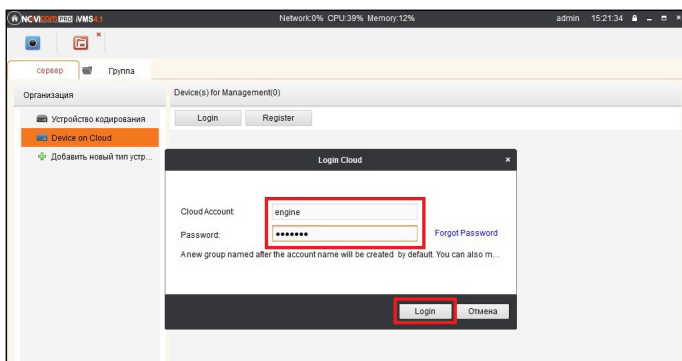 NOVIcam PRO iVMS4.1 Network:0% CPU:39% Memory:12% admin 15:21:34
сервер Группа
Организация Device(s) for Management(0)
Устройство кодирования Login Register
Device on Cloud
Добавить новый тип устр...
Login Cloud
Cloud Account: engine
Password: ••••••• Forgot Password
A new group named after the account name will be created by default. You can also m...
Login Отмена